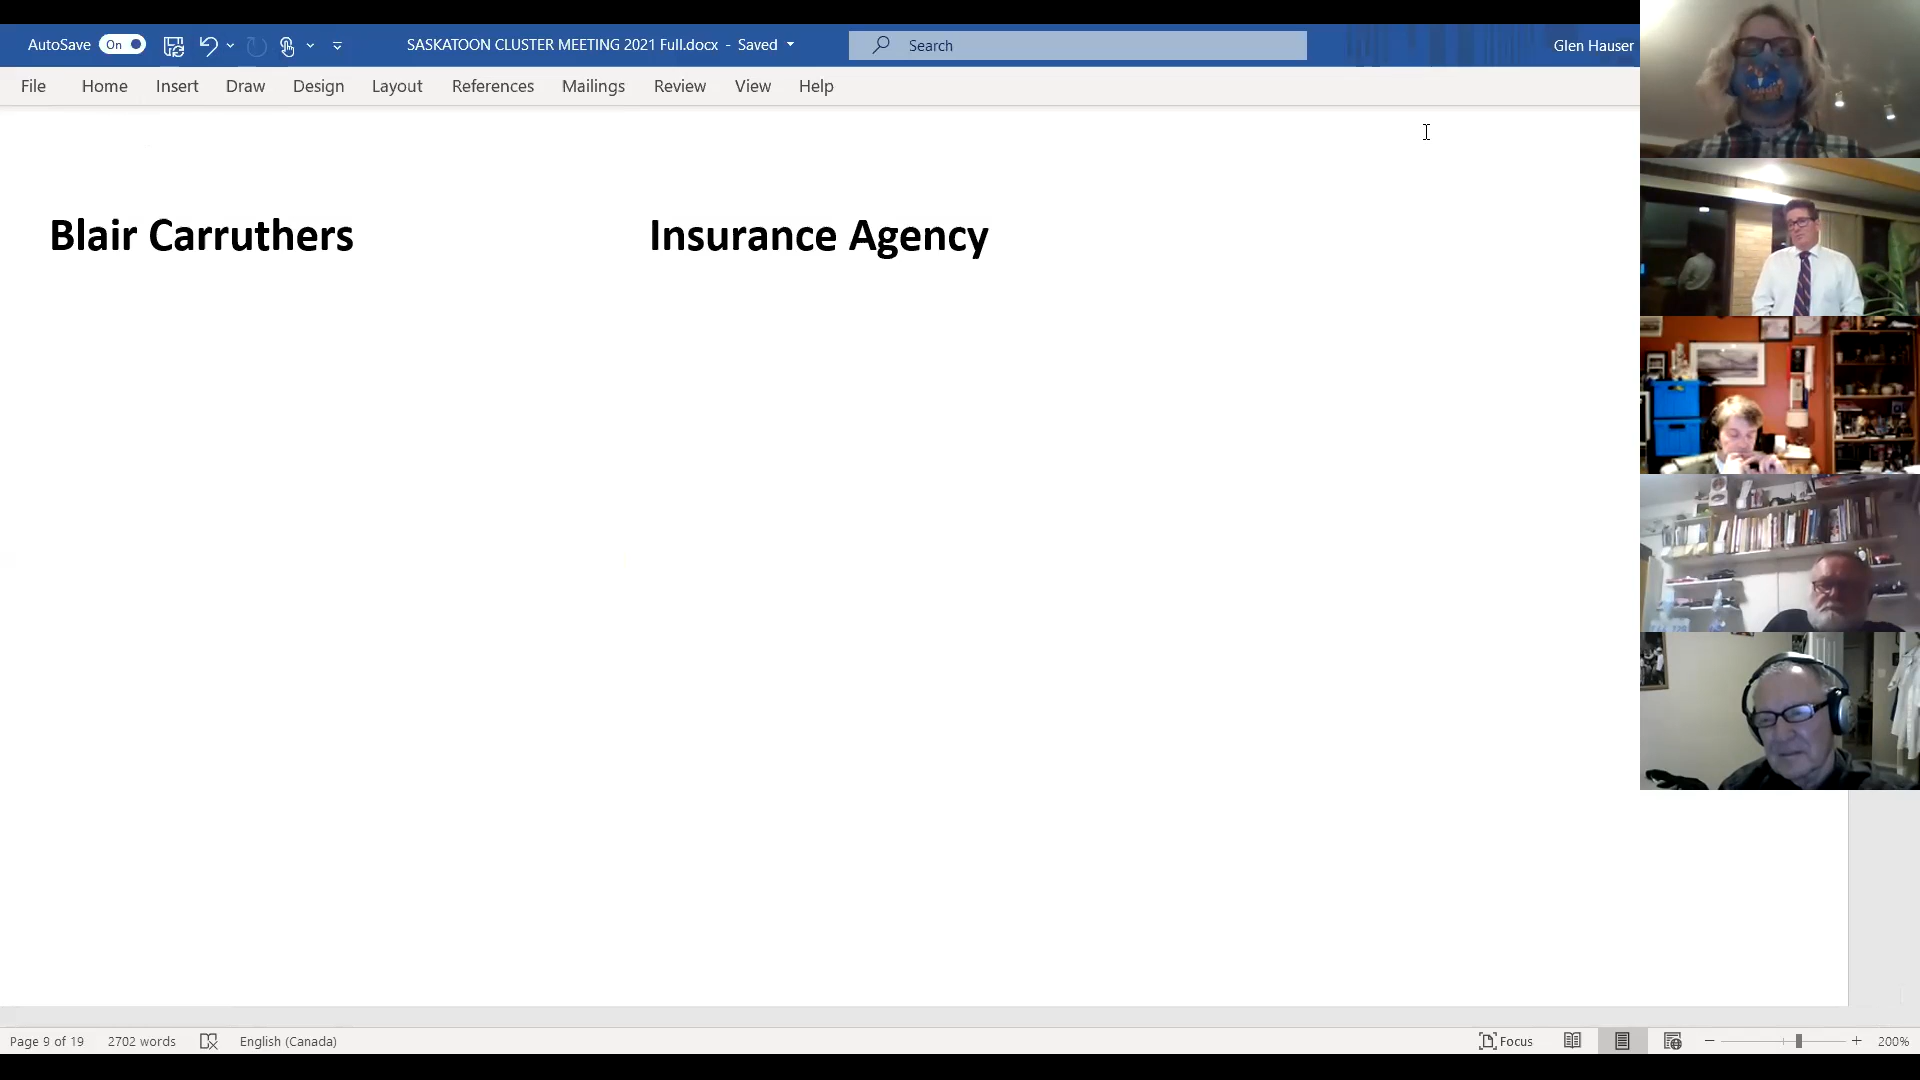 AutoSave On SASKATOON CLUSTER MEETING 2021 Full.docx - Saved Search Glen Hauser
File Home Insert Draw Design Layout References Mailings Review View Help
Blair Carruthers Insurance Agency
Page 9 of 19 2702 words English (Canada) Focus 200%